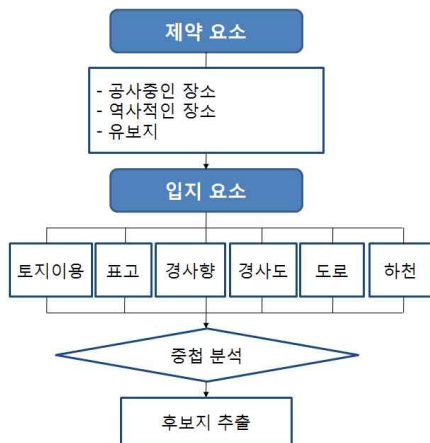 제약 요소
- 공사중인 장소
- 역사적인 장소
- 유보지
입지 요소
토지이용
표고
경사향
경사도
도로
하천
중첩 분석
후보지 추출